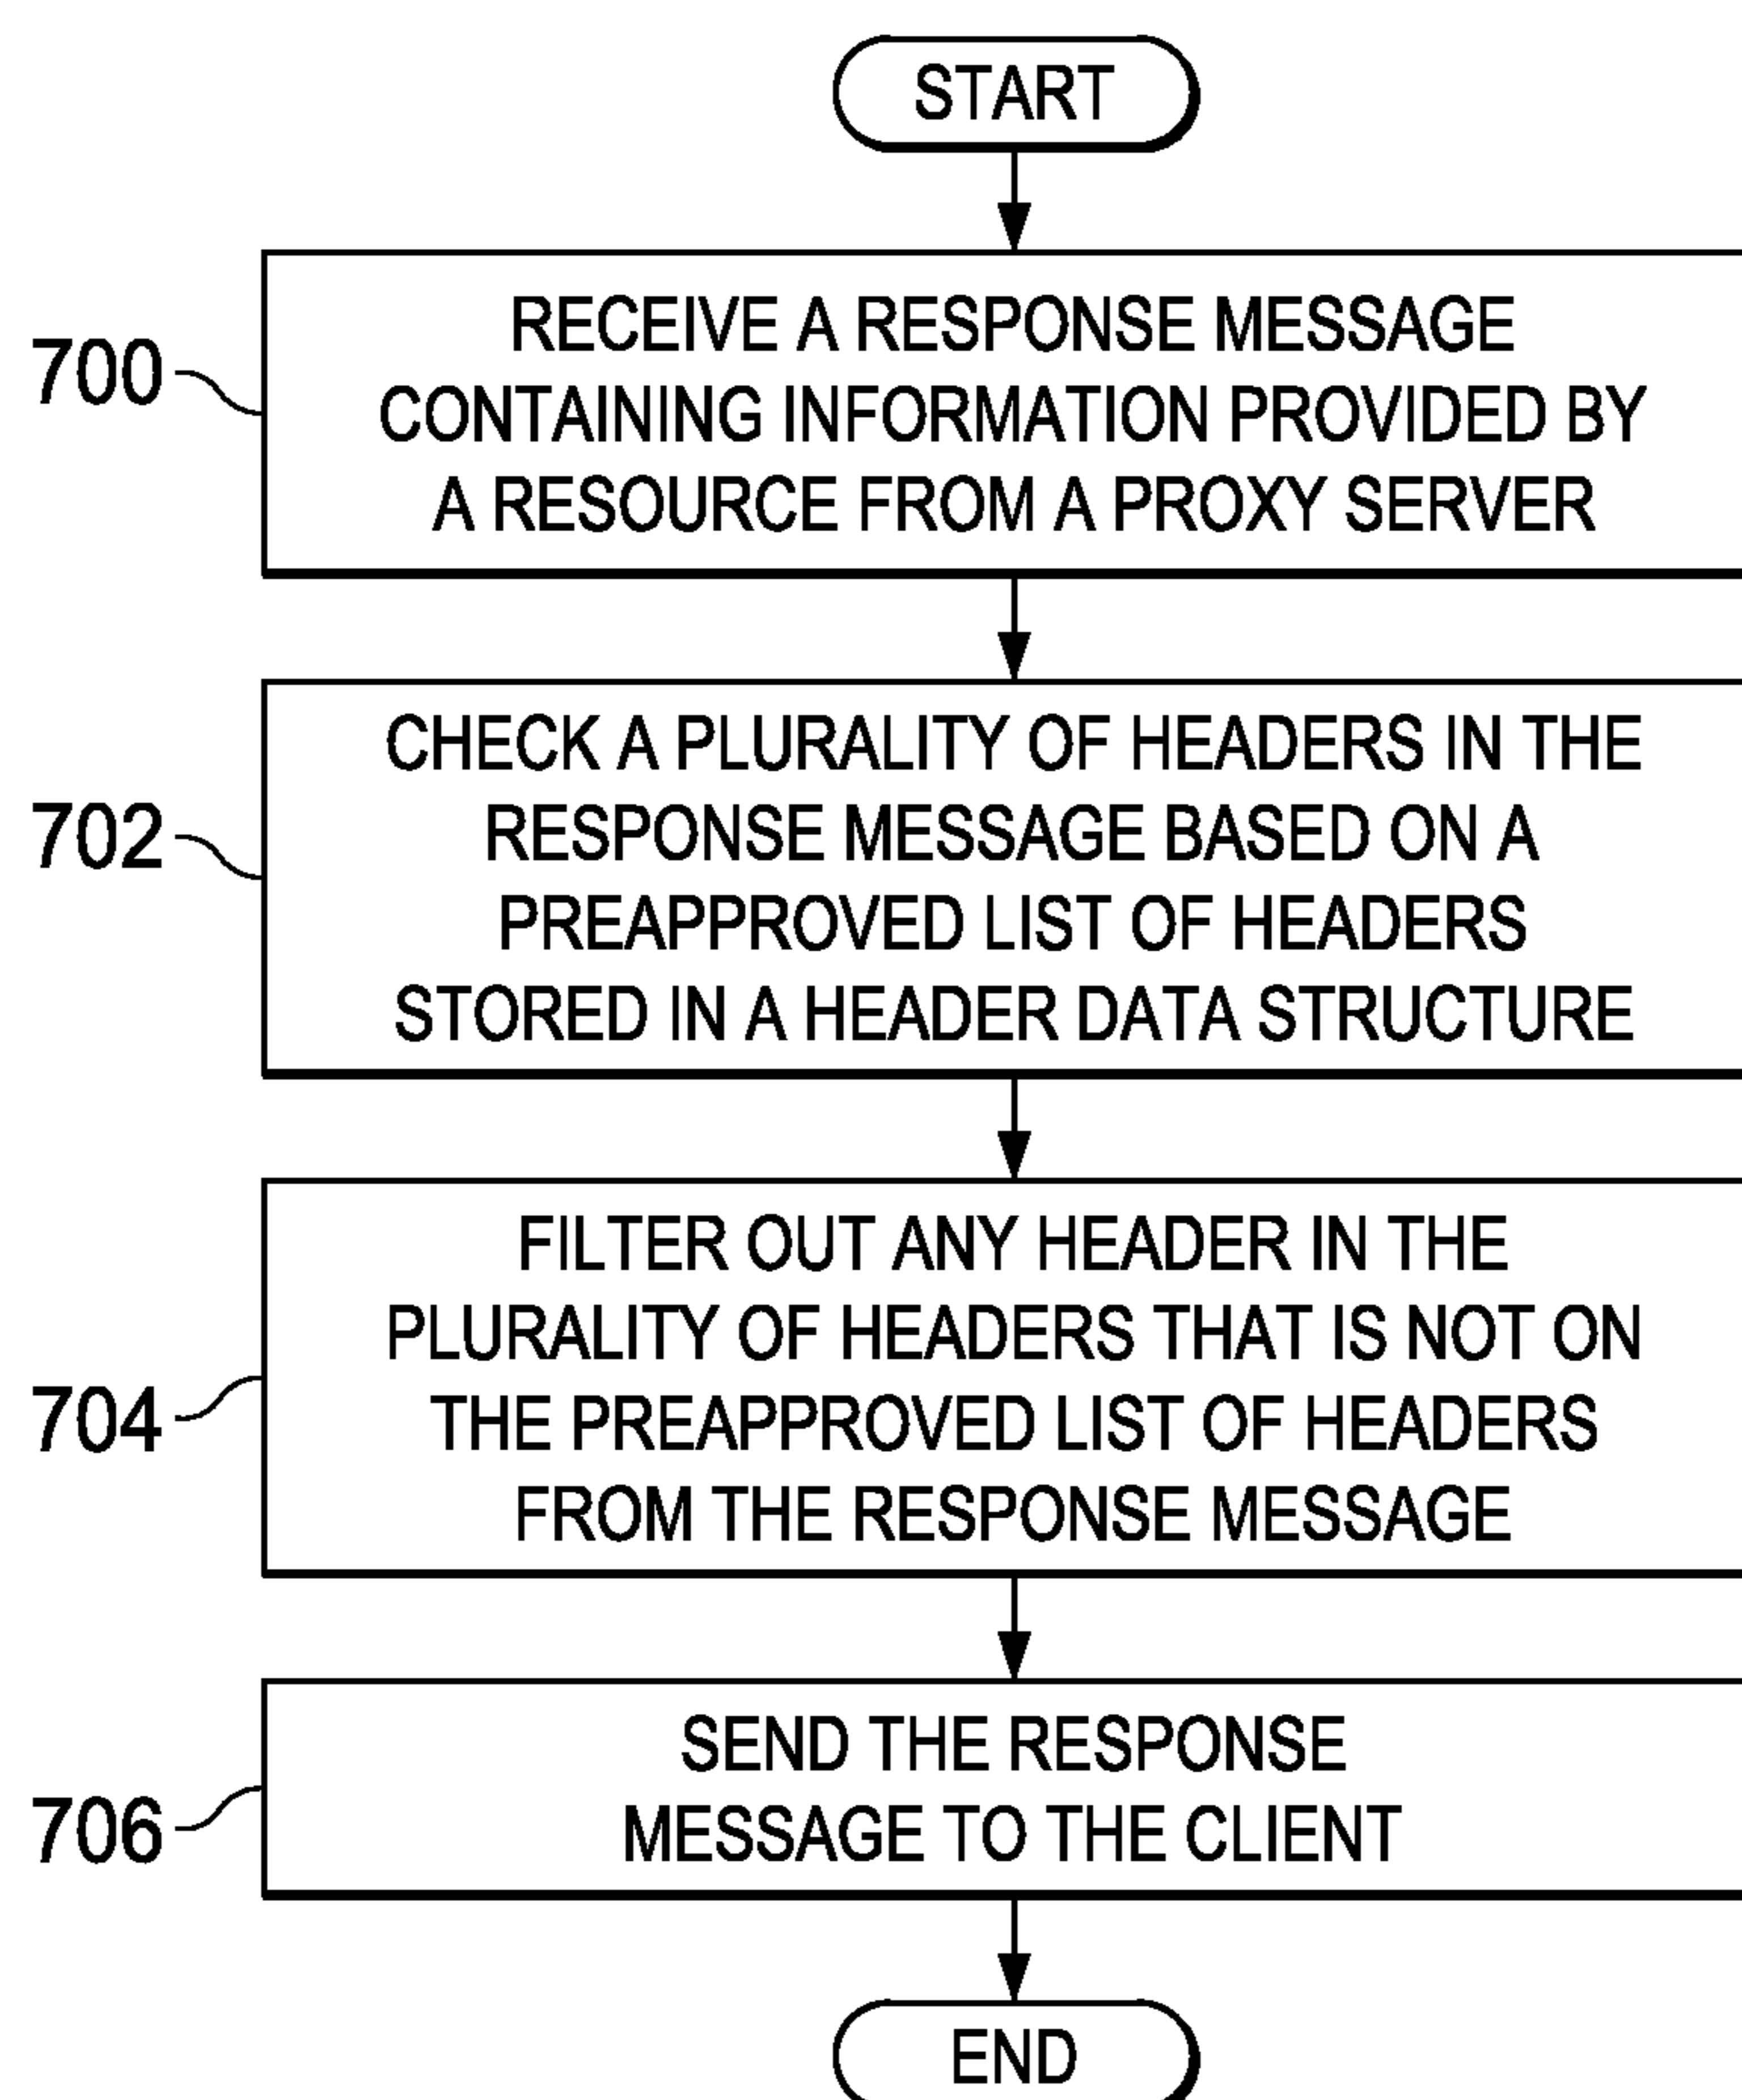 START
700
RECEIVE A RESPONSE MESSAGE
CONTAINING INFORMATION PROVIDED BY
A RESOURCE FROM A PROXY SERVER
702
CHECK A PLURALITY OF HEADERS IN THE
RESPONSE MESSAGE BASED ON A
PREAPPROVED LIST OF HEADERS
STORED IN A HEADER DATA STRUCTURE
704
FILTER OUT ANY HEADER IN THE
PLURALITY OF HEADERS THAT IS NOT ON
THE PREAPPROVED LIST OF HEADERS
FROM THE RESPONSE MESSAGE
706
SEND THE RESPONSE
MESSAGE TO THE CLIENT
END